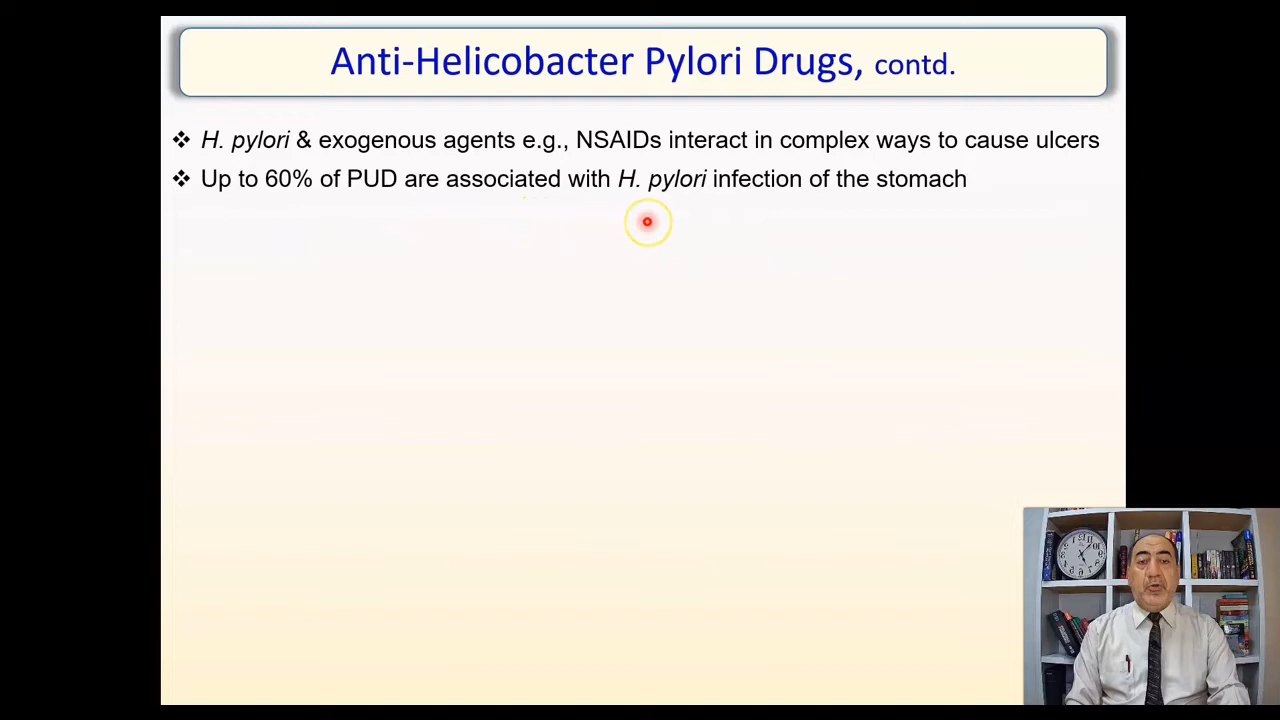 Anti-Helicobacter Pylori Drugs, contd.
❖ H. pylori & exogenous agents e.g., NSAIDs interact in complex ways to cause ulcers
❖ Up to 60% of PUD are associated with H. pylori infection of the stomach